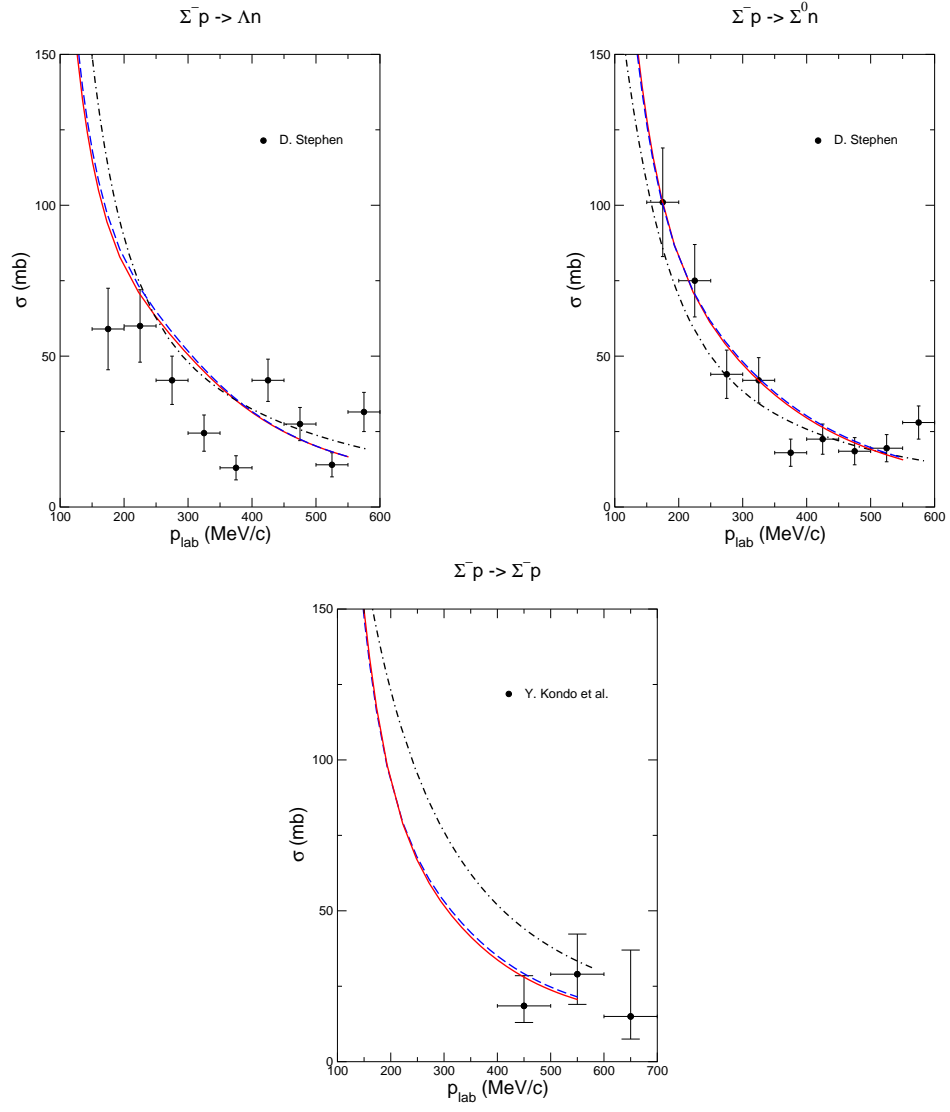 Σ⁻p -> Λn
150
100
50
0
σ (mb)
D. Stephen
100 200 300 400 500 600
p_lab (MeV/c)
Σ⁻p -> Σ⁰n
150
100
50
0
σ (mb)
D. Stephen
100 200 300 400 500 600
p_lab (MeV/c)
Σ⁻p -> Σ⁻p
150
100
50
0
σ (mb)
Y. Kondo et al.
100 200 300 400 500 600 700
p_lab (MeV/c)